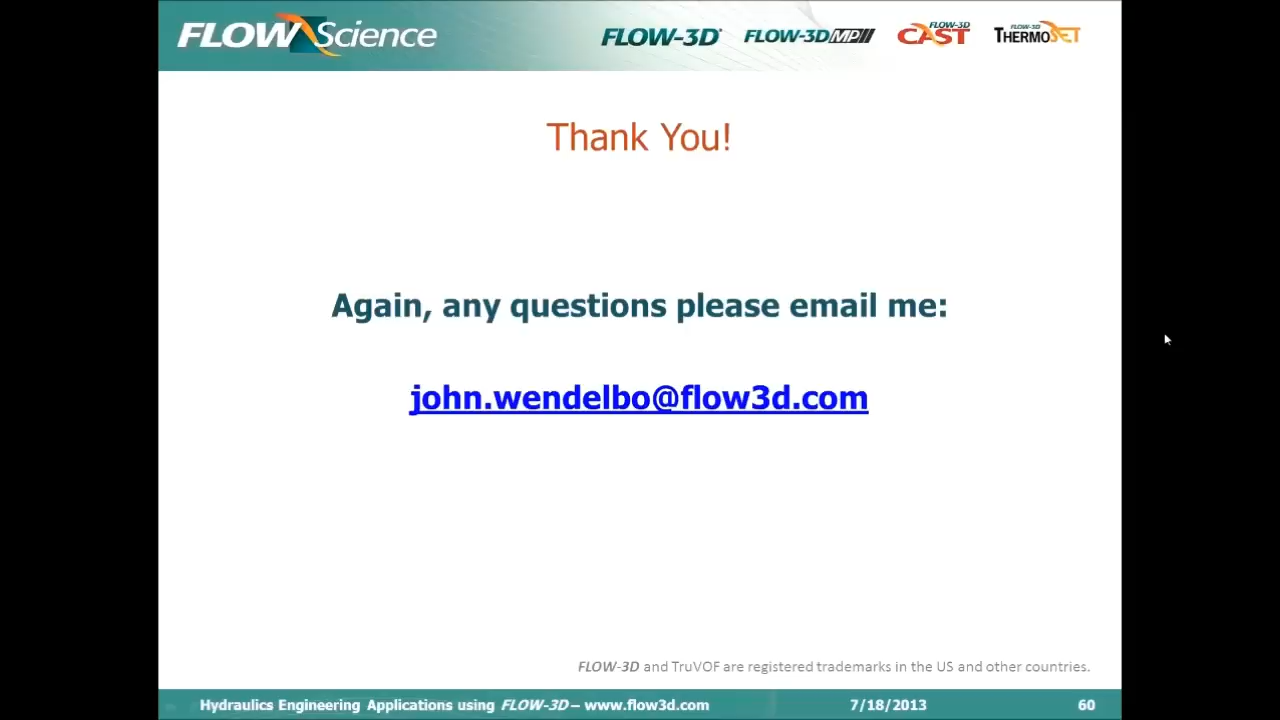 FLOW Science
FLOW-3D FLOW-3D MP FLOW-3D CAST FLOW-3D THERMOSET
Thank You!
Again, any questions please email me:
john.wendelbo@flow3d.com
FLOW-3D and TruVOF are registered trademarks in the US and other countries.
Hydraulics Engineering Applications using FLOW-3D – www.flow3d.com 7/18/2013 60